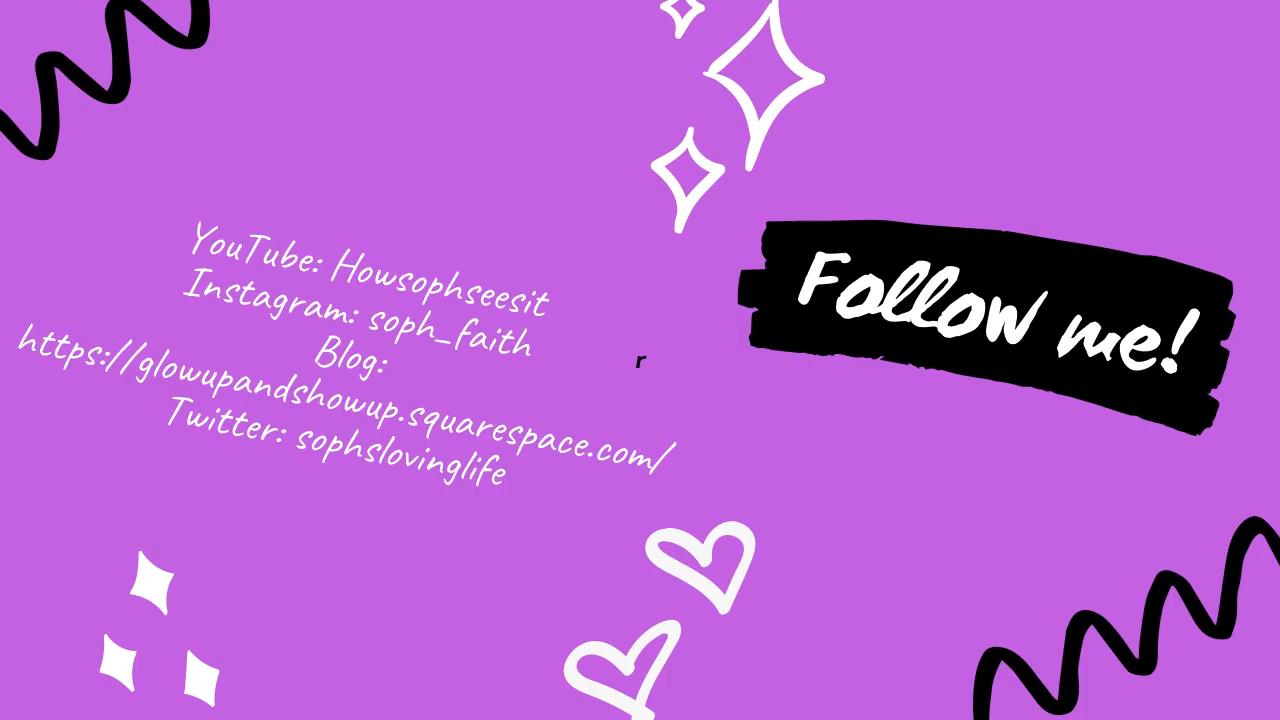 YouTube: Howsophseesit
Instagram: soph_faith
Blog:
https://glowupandshowup.squarespace.com/
Twitter: sophslovinglife
r
Follow me!